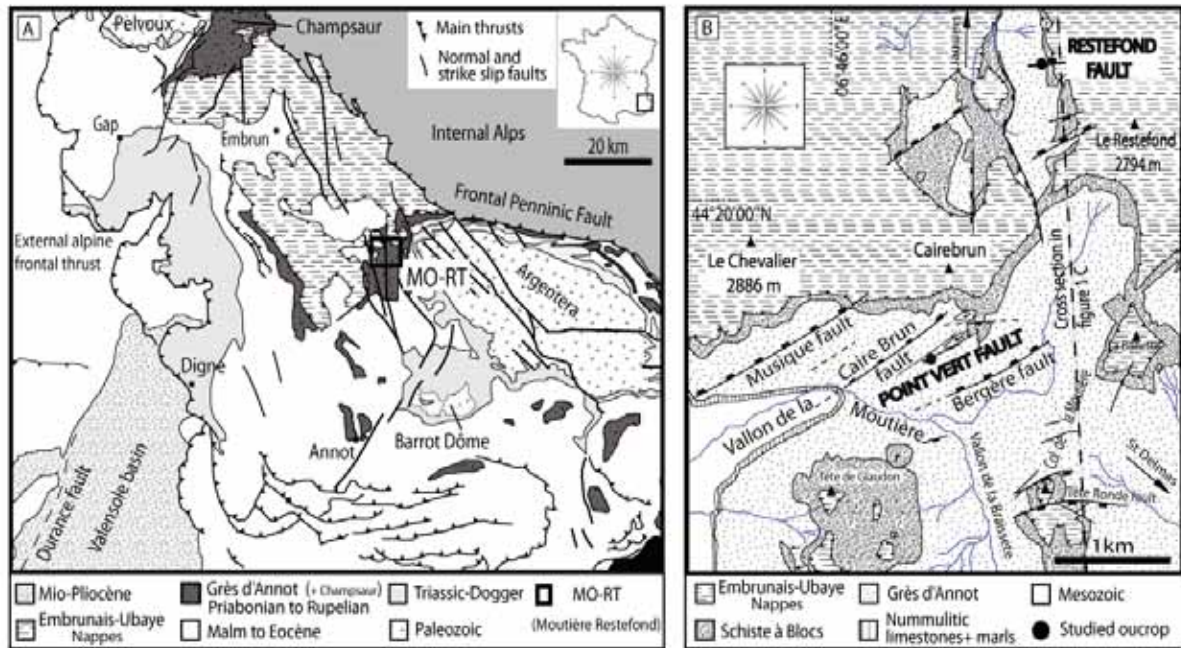 A
Pelvoux
Champsaur
Main thrusts
Normal and
strike slip faults
Gap
Embrun
Internal Alps
20 km
Frontal Penninic Fault
External alpine
frontal thrust
MO-RT
Argentera
Digne
Barrot Dôme
Annot
Durance fault
Valensole basin
Mio-Pliocène
Embrunais-Ubaye
Nappes
Grès d'Annot (+ Champsaur)
Priabonian to Rupelian
Malm to Eocène
Triassic-Dogger
Paleozoic
MO-RT
(Moutière Restefond)
B
06°46'00"E
RESTEFOND
FAULT
Le Restefond
2794 m
44°20'00"N
Cairebrun
Le Chevalier
2886 m
Cross section in
figure 1 C
Musique fault
Caire Brun
fault
POINT VERT FAULT
Bergère fault
Vallon de la
Moutière
Vallon de la Braisette
Col de la Moutière
St Delmas
Tête de Glaudon
Tête Ronde fault
1km
Embrunais-Ubaye
Nappes
Schiste à Blocs
Grès d'Annot
Nummulitic
limestones+ marls
Mesozoic
Studied oucrop